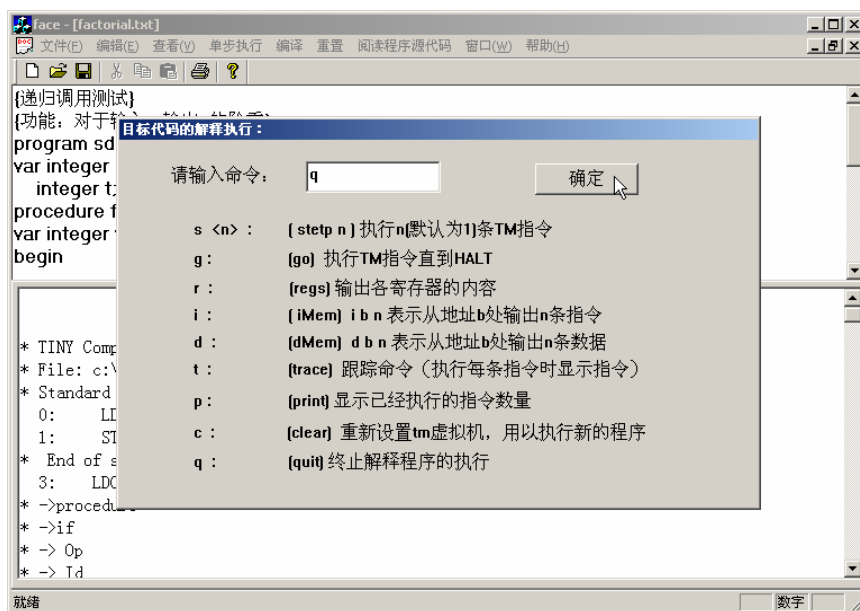 face - [factorial.txt]
文件(F) 编辑(E) 查看(V) 单步执行 编译 重置 阅读程序源代码 窗口(W) 帮助(H)
{递归调用测试}
{功能：对于
program sd
var integer
integer t;
procedure f
var integer
begin
目标代码的解释执行：
请输入命令： q 确定
s <n> : ( stetp n ) 执行n(默认为1)条TM指令
g : (go) 执行TM指令直到HALT
r : (regs) 输出各寄存器的内容
i : ( iMem) i b n 表示从地址b处输出n条指令
d : (dMem) d b n 表示从地址b处输出n条数据
t : (trace) 跟踪命令（执行每条指令时显示指令）
p : (print) 显示已经执行的指令数量
c : (clear) 重新设置tm虚拟机，用以执行新的程序
q : (quit) 终止解释程序的执行
* TINY Comp
* File: c:\
* Standard
0: LD
1: ST
* End of s
3: LDC
* ->procedure
* ->if
* -> Op
* -> Id
就绪 数字